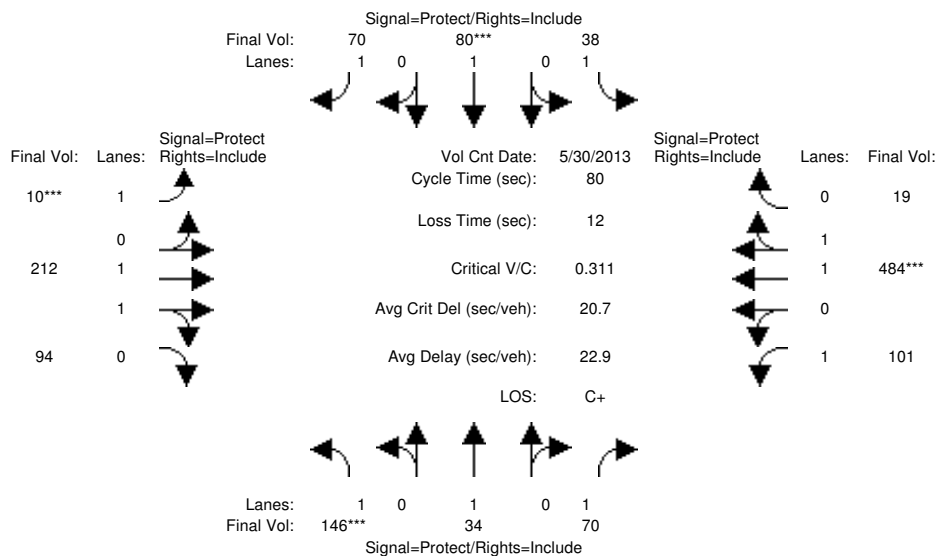 Signal=Protect/Rights=Include
Final Vol: 70 80*** 38
Lanes: 1 0 1 0 1
Signal=Protect Signal=Protect
Final Vol: Lanes: Rights=Include Vol Cnt Date: 5/30/2013 Rights=Include Lanes: Final Vol:
Cycle Time (sec): 80
10*** 1 0 19
Loss Time (sec): 12
0 1
212 1 Critical V/C: 0.311 1 484***
1 Avg Crit Del (sec/veh): 20.7 0
94 0 Avg Delay (sec/veh): 22.9 1 101
LOS: C+
Lanes: 1 0 1 0 1
Final Vol: 146*** 34 70
Signal=Protect/Rights=Include